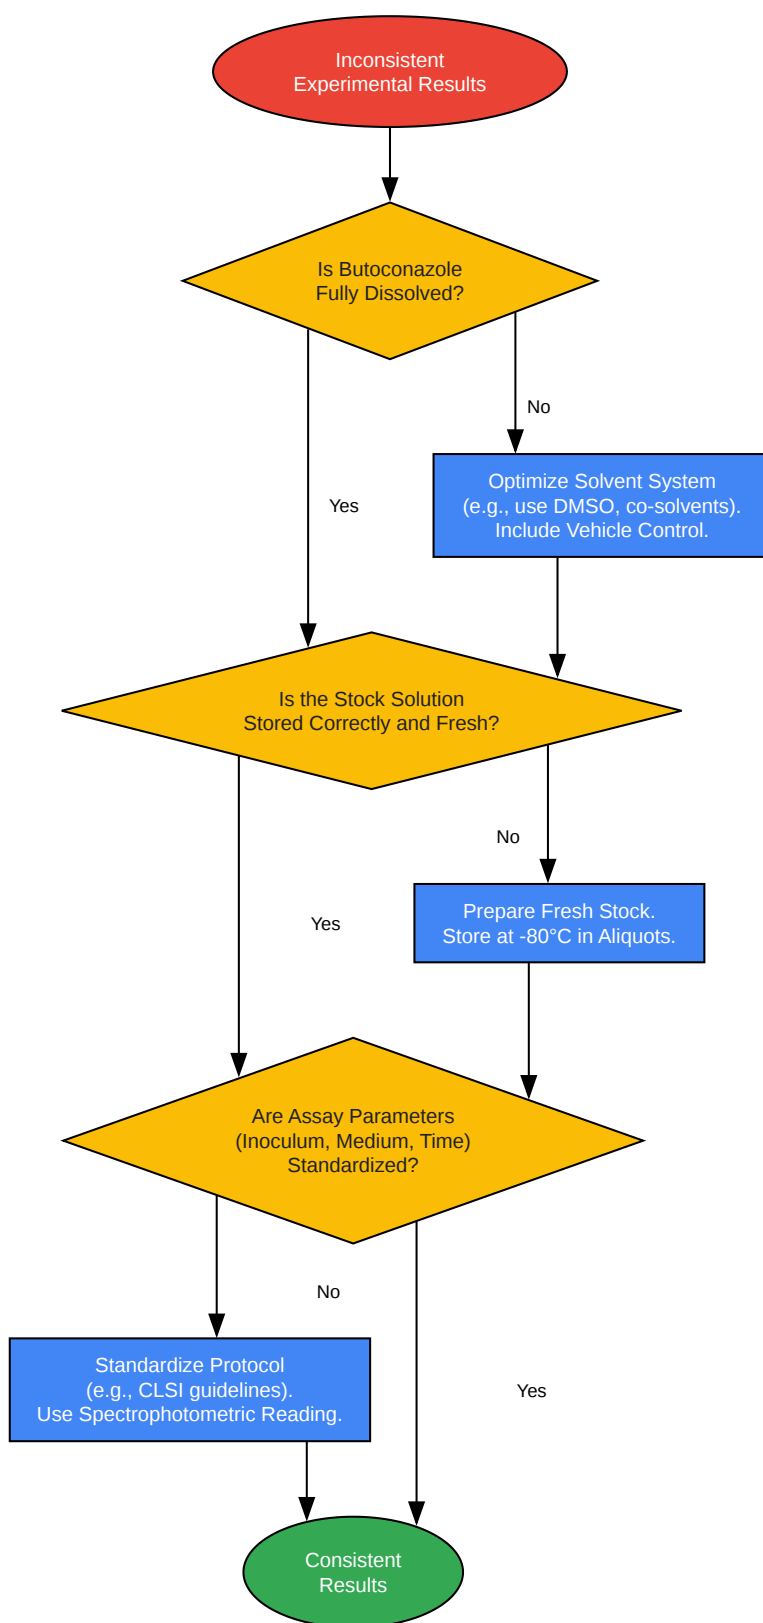 Inconsistent
Experimental Results
Is Butoconazole
Fully Dissolved?
No
Optimize Solvent System
(e.g., use DMSO, co-solvents).
Include Vehicle Control.
Yes
Is the Stock Solution
Stored Correctly and Fresh?
No
Prepare Fresh Stock.
Store at -80°C in Aliquots.
Yes
Are Assay Parameters
(Inoculum, Medium, Time)
Standardized?
No
Standardize Protocol
(e.g., CLSI guidelines).
Use Spectrophotometric Reading.
Yes
Consistent
Results